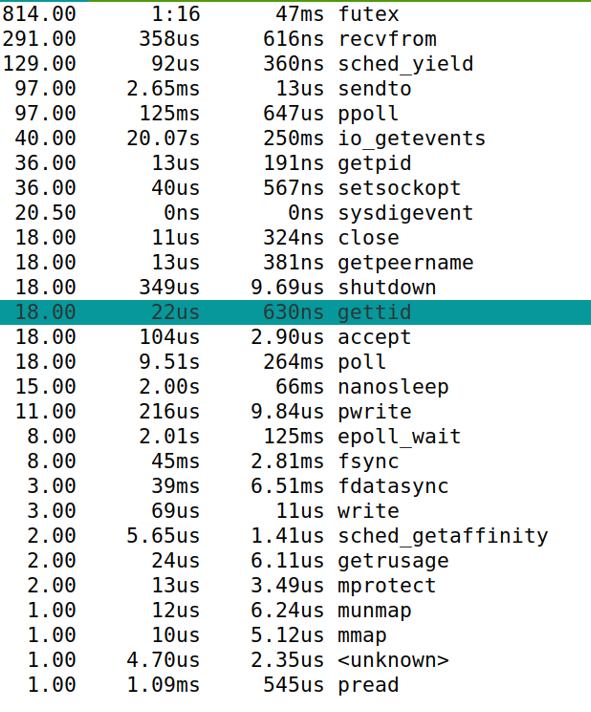 814.00 1:16 47ms futex
291.00 358us 616ns recvfrom
129.00 92us 360ns sched_yield
97.00 2.65ms 13us sendto
97.00 125ms 647us ppoll
40.00 20.07s 250ms io_getevents
36.00 13us 191ns getpid
36.00 40us 567ns setsockopt
20.50 0ns 0ns sysdigevent
18.00 11us 324ns close
18.00 13us 381ns getpeername
18.00 349us 9.69us shutdown
18.00 22us 630ns gettid
18.00 104us 2.90us accept
18.00 9.51s 264ms poll
15.00 2.00s 66ms nanosleep
11.00 216us 9.84us pwrite
8.00 2.01s 125ms epoll_wait
8.00 45ms 2.81ms fsync
3.00 39ms 6.51ms fdatasync
3.00 69us 11us write
2.00 5.65us 1.41us sched_getaffinity
2.00 24us 6.11us getrusage
2.00 13us 3.49us mprotect
1.00 12us 6.24us munmap
1.00 10us 5.12us mmap
1.00 4.70us 2.35us <unknown>
1.00 1.09ms 545us pread